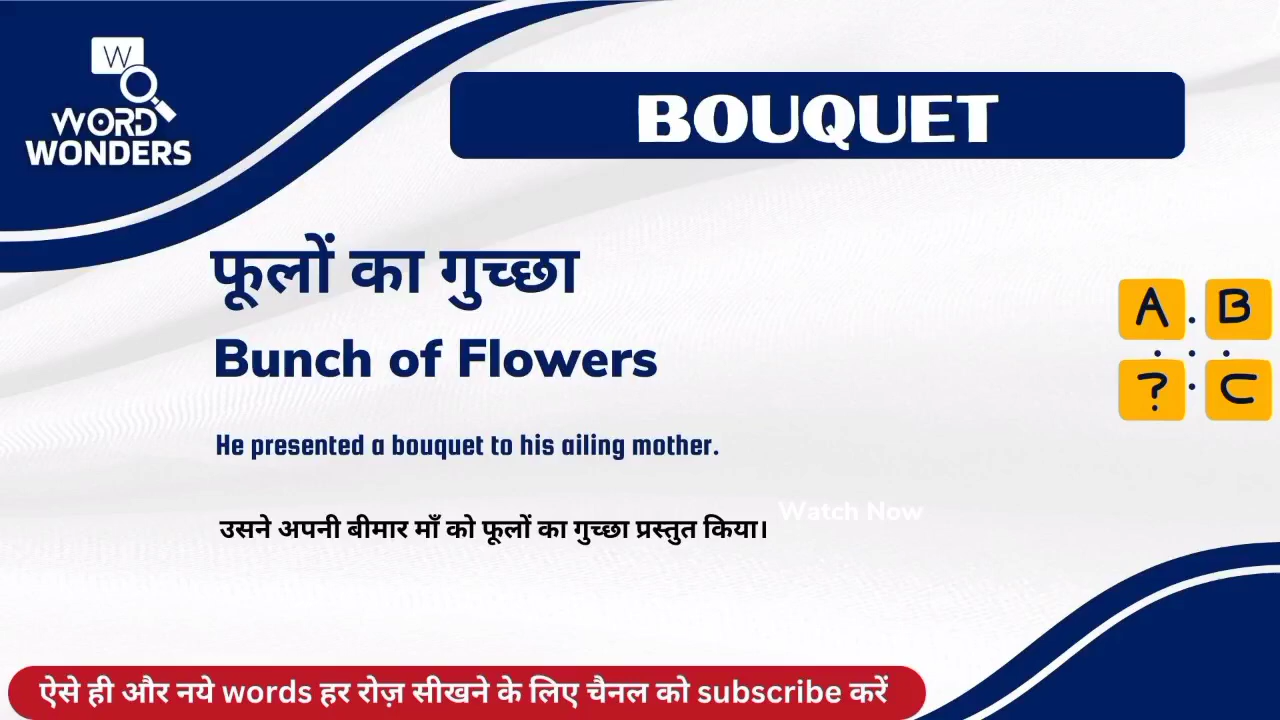 W
WORD
WONDERS
BOUQUET
फूलों का गुच्छा
Bunch of Flowers
A B
? C
He presented a bouquet to his ailing mother.
Watch Now
उसने अपनी बीमार माँ को फूलों का गुच्छा प्रस्तुत किया।
ऐसे ही और नये words हर रोज़ सीखने के लिए चैनल को subscribe करें